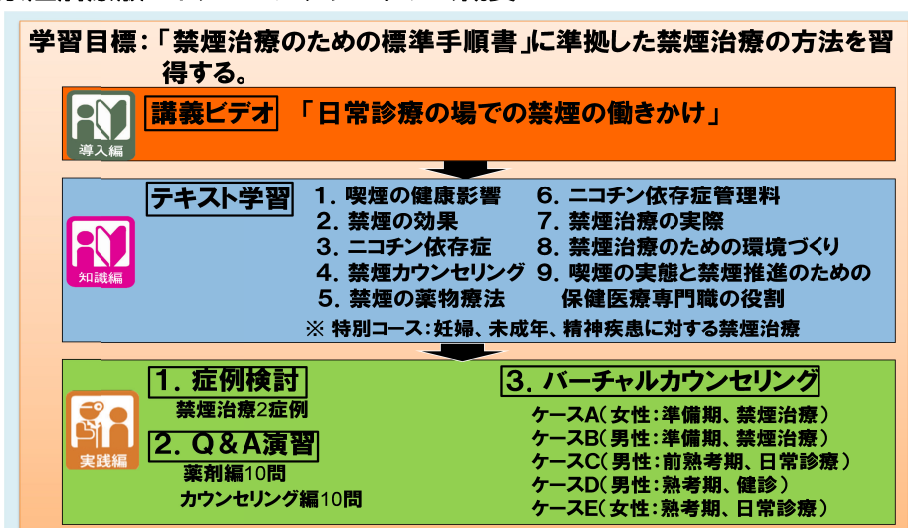 学習目標：「禁煙治療のための標準手順書」に準拠した禁煙治療の方法を習
得する。
講義ビデオ 「日常診療の場での禁煙の働きかけ」
導入編
テキスト学習
1．喫煙の健康影響
2．禁煙の効果
3．ニコチン依存症
4．禁煙カウンセリング
5．禁煙の薬物療法
6．ニコチン依存症管理料
7．禁煙治療の実際
8．禁煙治療のための環境づくり
9．喫煙の実態と禁煙推進のための
保健医療専門職の役割
※ 特別コース：妊婦、未成年、精神疾患に対する禁煙治療
知識編
1．症例検討
禁煙治療2症例
2．Q＆A演習
薬剤編10問
カウンセリング編10問
実践編
3．バーチャルカウンセリング
ケースA（女性：準備期、禁煙治療）
ケースB（男性：準備期、禁煙治療）
ケースC（男性：前熟考期、日常診療）
ケースD（男性：熟考期、健診）
ケースE（女性：熟考期、日常診療）